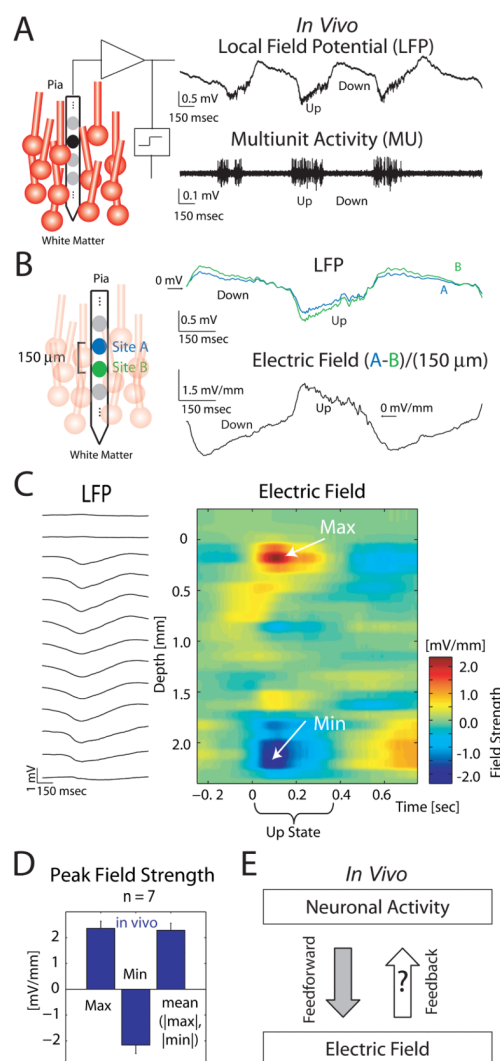 A
In Vivo
Local Field Potential (LFP)
Pia
Down
Up
0.5 mV
150 msec
Multiunit Activity (MU)
0.1 mV
150 msec
Up
Down
White Matter
B
Pia
LFP
B
A
0 mV
Down
Up
0.5 mV
150 msec
150 μm
Site A
Site B
Electric Field (A-B)/(150 μm)
1.5 mV/mm
150 msec
Up
0 mV/mm
Down
White Matter
C
LFP
Electric Field
Max
0
0.5
1.0
1.5
2.0
Depth [mm]
Min
[mV/mm]
2.0
1.0
0.0
-1.0
-2.0
Field Strength
1 mV
150 msec
- 0. 2
0
0.2
0.4
0.6
Time [sec]
Up State
D
Peak Field Strength
n = 7
in vivo
[mV/mm]
2
1
0
−1
−2
Max
Min
mean
(|max|,
|min|)
E
In Vivo
Neuronal Activity
Feedforward
?
Feedback
Electric Field